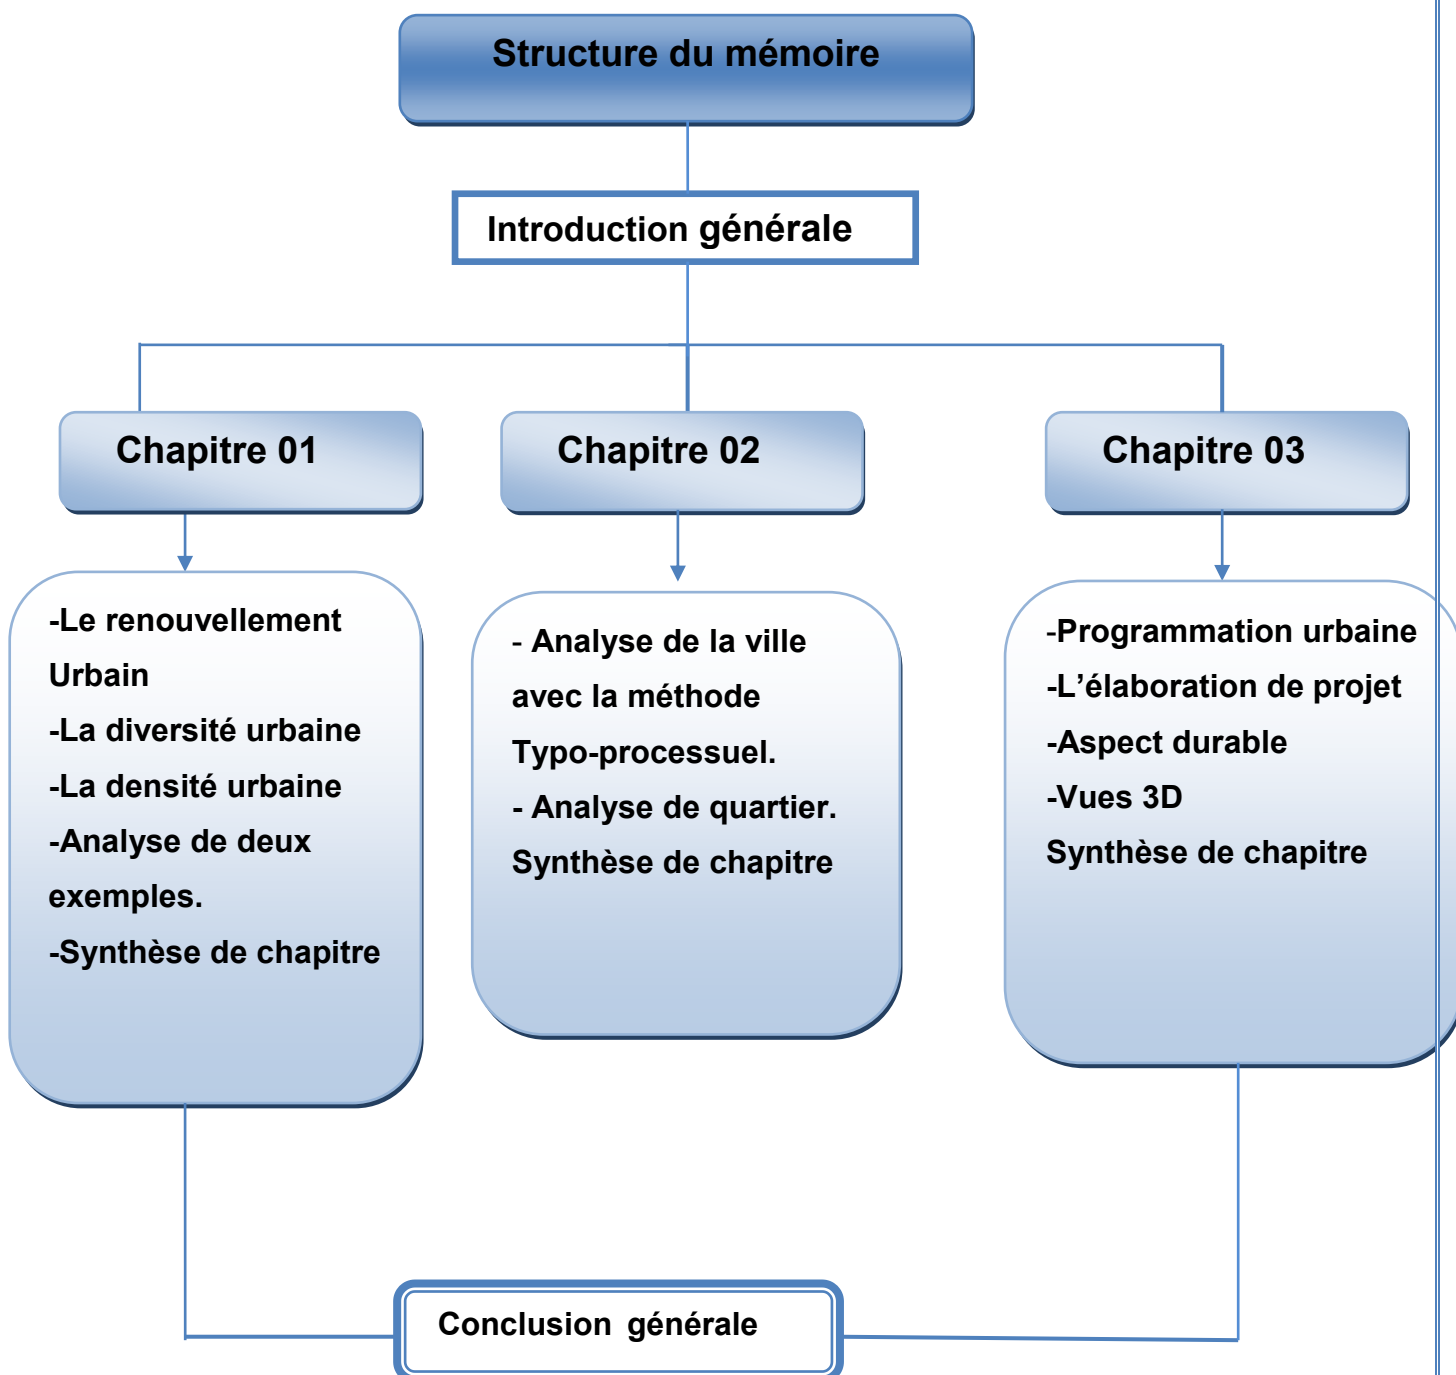 Structure du mémoire
Introduction générale
Chapitre 01
Chapitre 02
Chapitre 03
-Le renouvellement
Urbain
-La diversité urbaine
-La densité urbaine
-Analyse de deux
exemples.
-Synthèse de chapitre
- Analyse de la ville
avec la méthode
Typo-processuel.
- Analyse de quartier.
Synthèse de chapitre
-Programmation urbaine
-L’élaboration de projet
-Aspect durable
-Vues 3D
Synthèse de chapitre
Conclusion générale